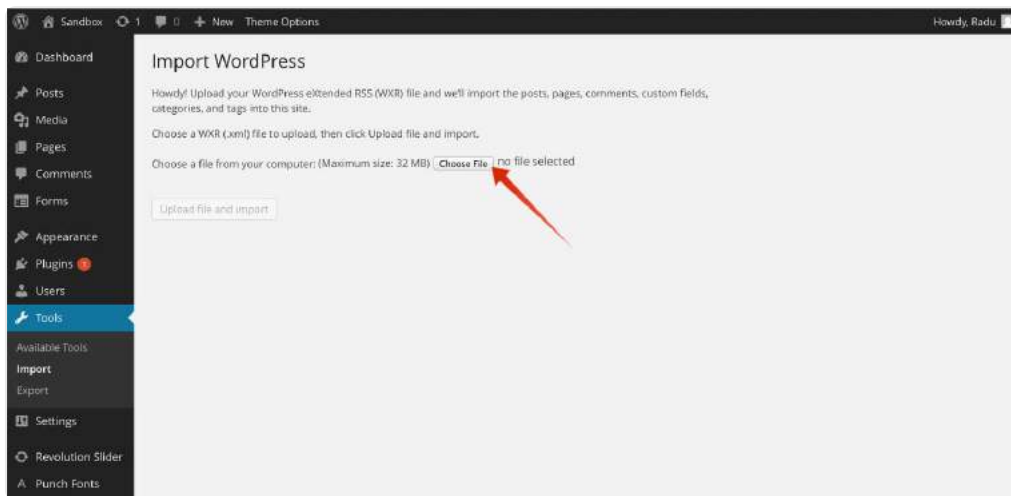 Sandbox 1 0 + New Theme Options Howdy, Radu
Dashboard
Posts
Media
Pages
Comments
Forms
Appearance
Plugins
Users
Tools
Available Tools
Import
Export
Settings
Revolution Slider
Punch Fonts
Import WordPress
Howdy! Upload your WordPress eXtended RSS (WXR) file and we'll import the posts, pages, comments, custom fields,
categories, and tags into this site.
Choose a WXR (.xml) file to upload, then click Upload file and import.
Choose a file from your computer: (Maximum size: 32 MB) Choose File no file selected
Upload file and import